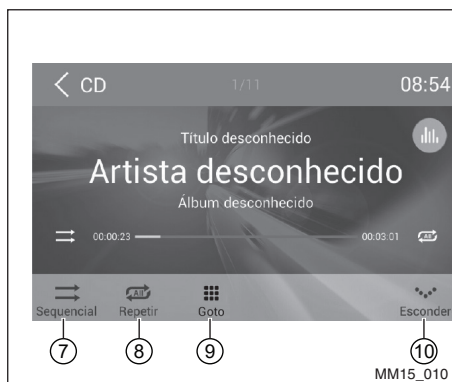 CD 1/11 08:54
Título desconhecido
Artista desconhecido
Álbum desconhecido
00:00:23 00:03:01 All
All
Sequencial Repetir Goto Esconder
7 8 9 10
MM15_010